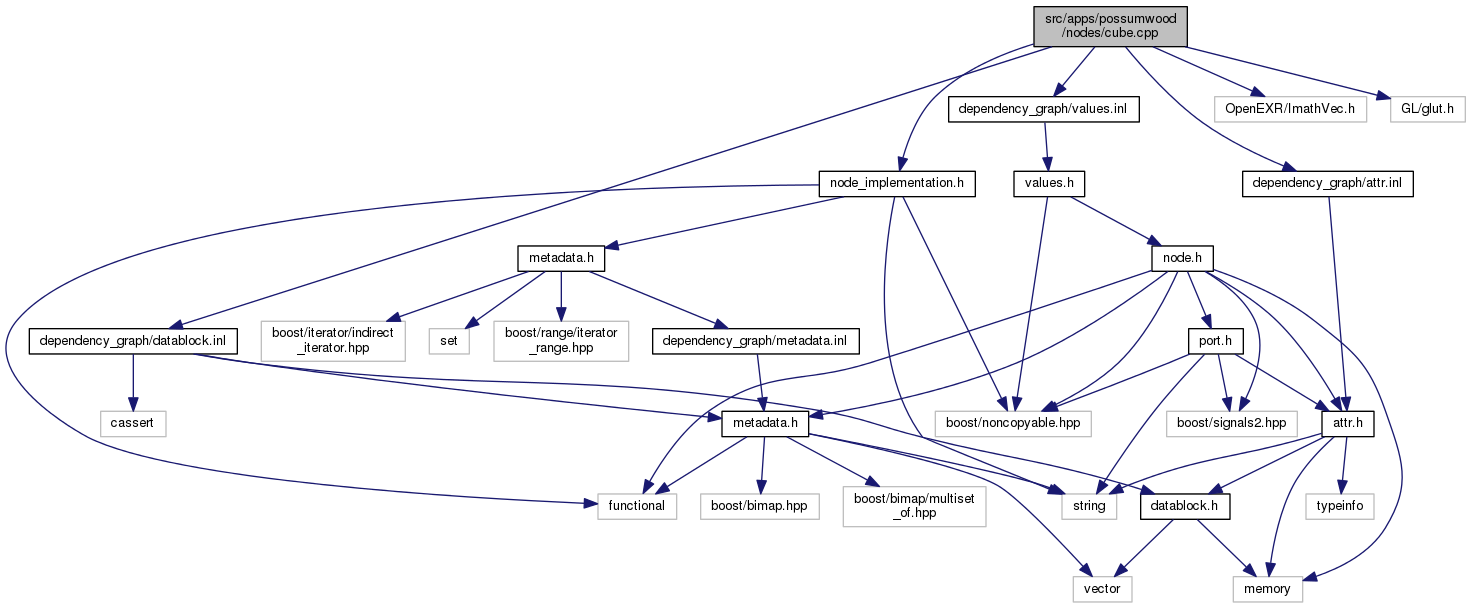 src/apps/possumwood
/nodes/cube.cpp
dependency_graph/values.inl
OpenEXR/ImathVec.h
GL/glut.h
node_implementation.h
values.h
dependency_graph/attr.inl
metadata.h
node.h
dependency_graph/datablock.inl
boost/iterator/indirect
_iterator.hpp
set
boost/range/iterator
_range.hpp
dependency_graph/metadata.inl
port.h
cassert
metadata.h
boost/noncopyable.hpp
boost/signals2.hpp
attr.h
functional
boost/bimap.hpp
boost/bimap/multiset
_of.hpp
string
datablock.h
typeinfo
vector
memory